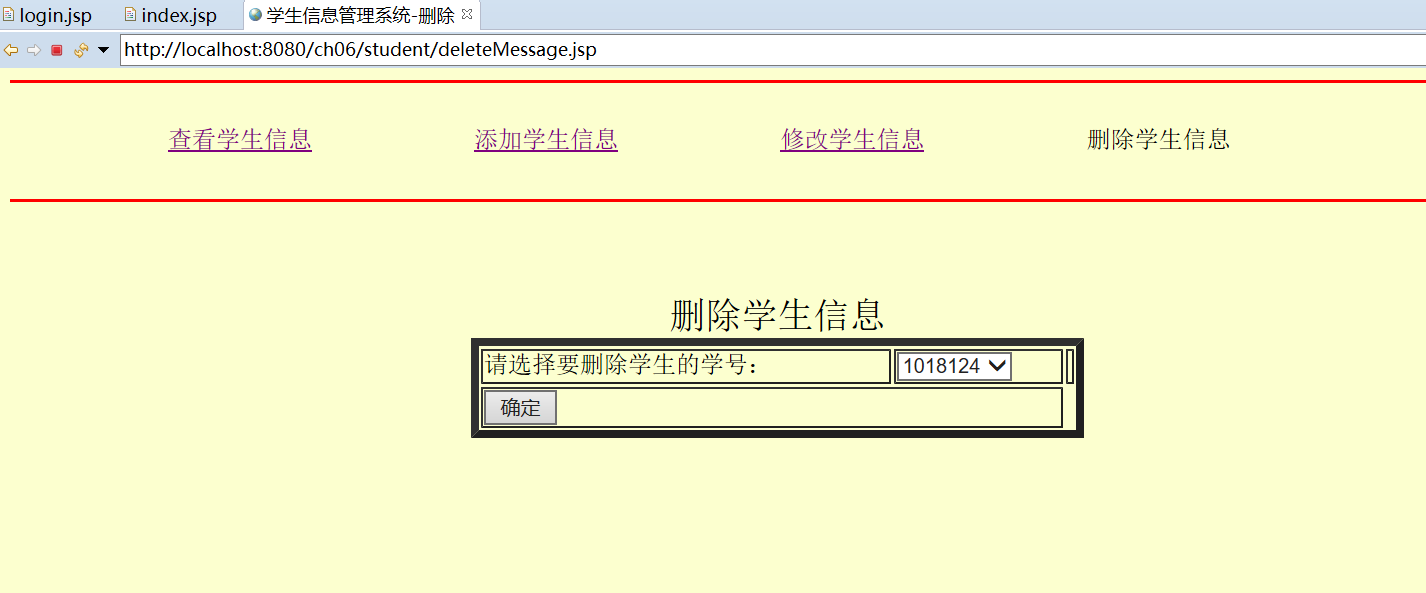 login.jsp index.jsp 学生信息管理系统-删除
http://localhost:8080/ch06/student/deleteMessage.jsp
查看学生信息 添加学生信息 修改学生信息 删除学生信息
删除学生信息
请选择要删除学生的学号： 1018124
确定